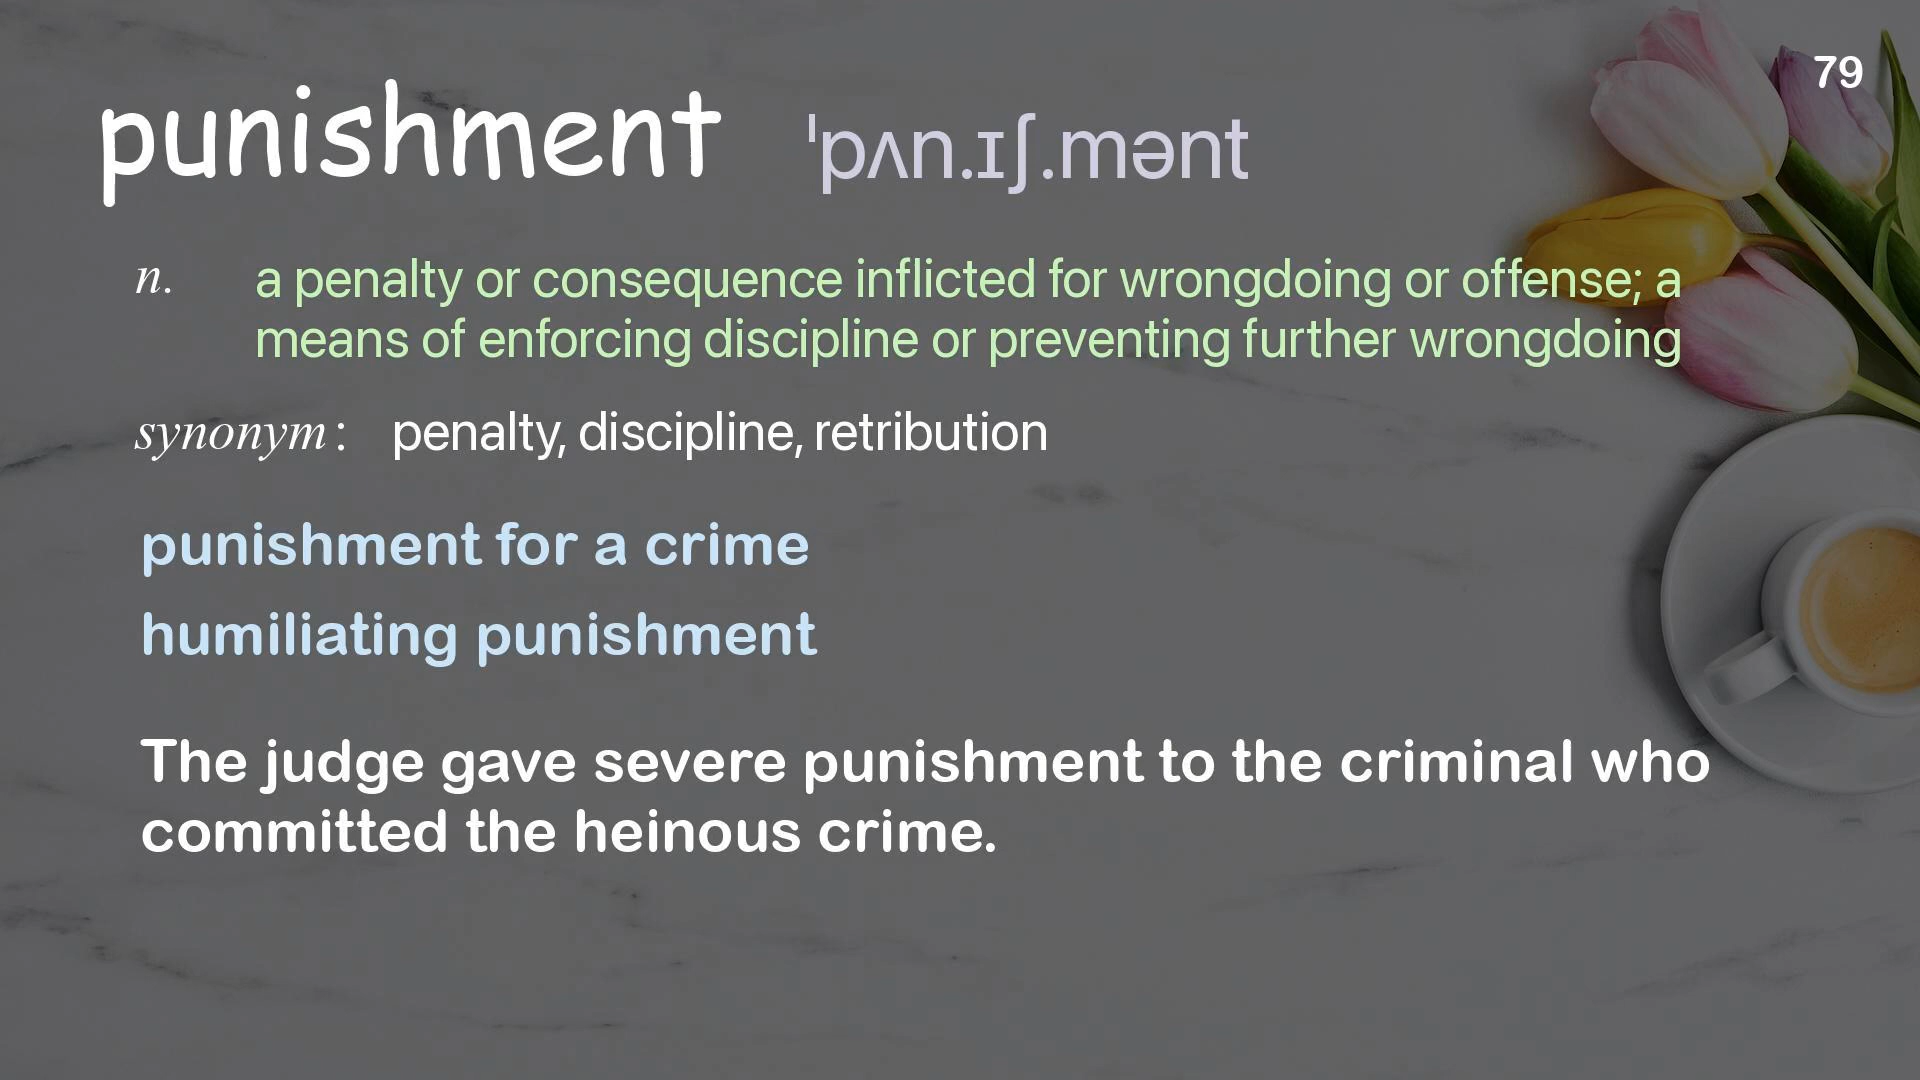 79
punishment ˈpʌn.ɪʃ.mənt
n. a penalty or consequence inflicted for wrongdoing or offense; a
means of enforcing discipline or preventing further wrongdoing
synonym: penalty, discipline, retribution
punishment for a crime
humiliating punishment
The judge gave severe punishment to the criminal who
committed the heinous crime.